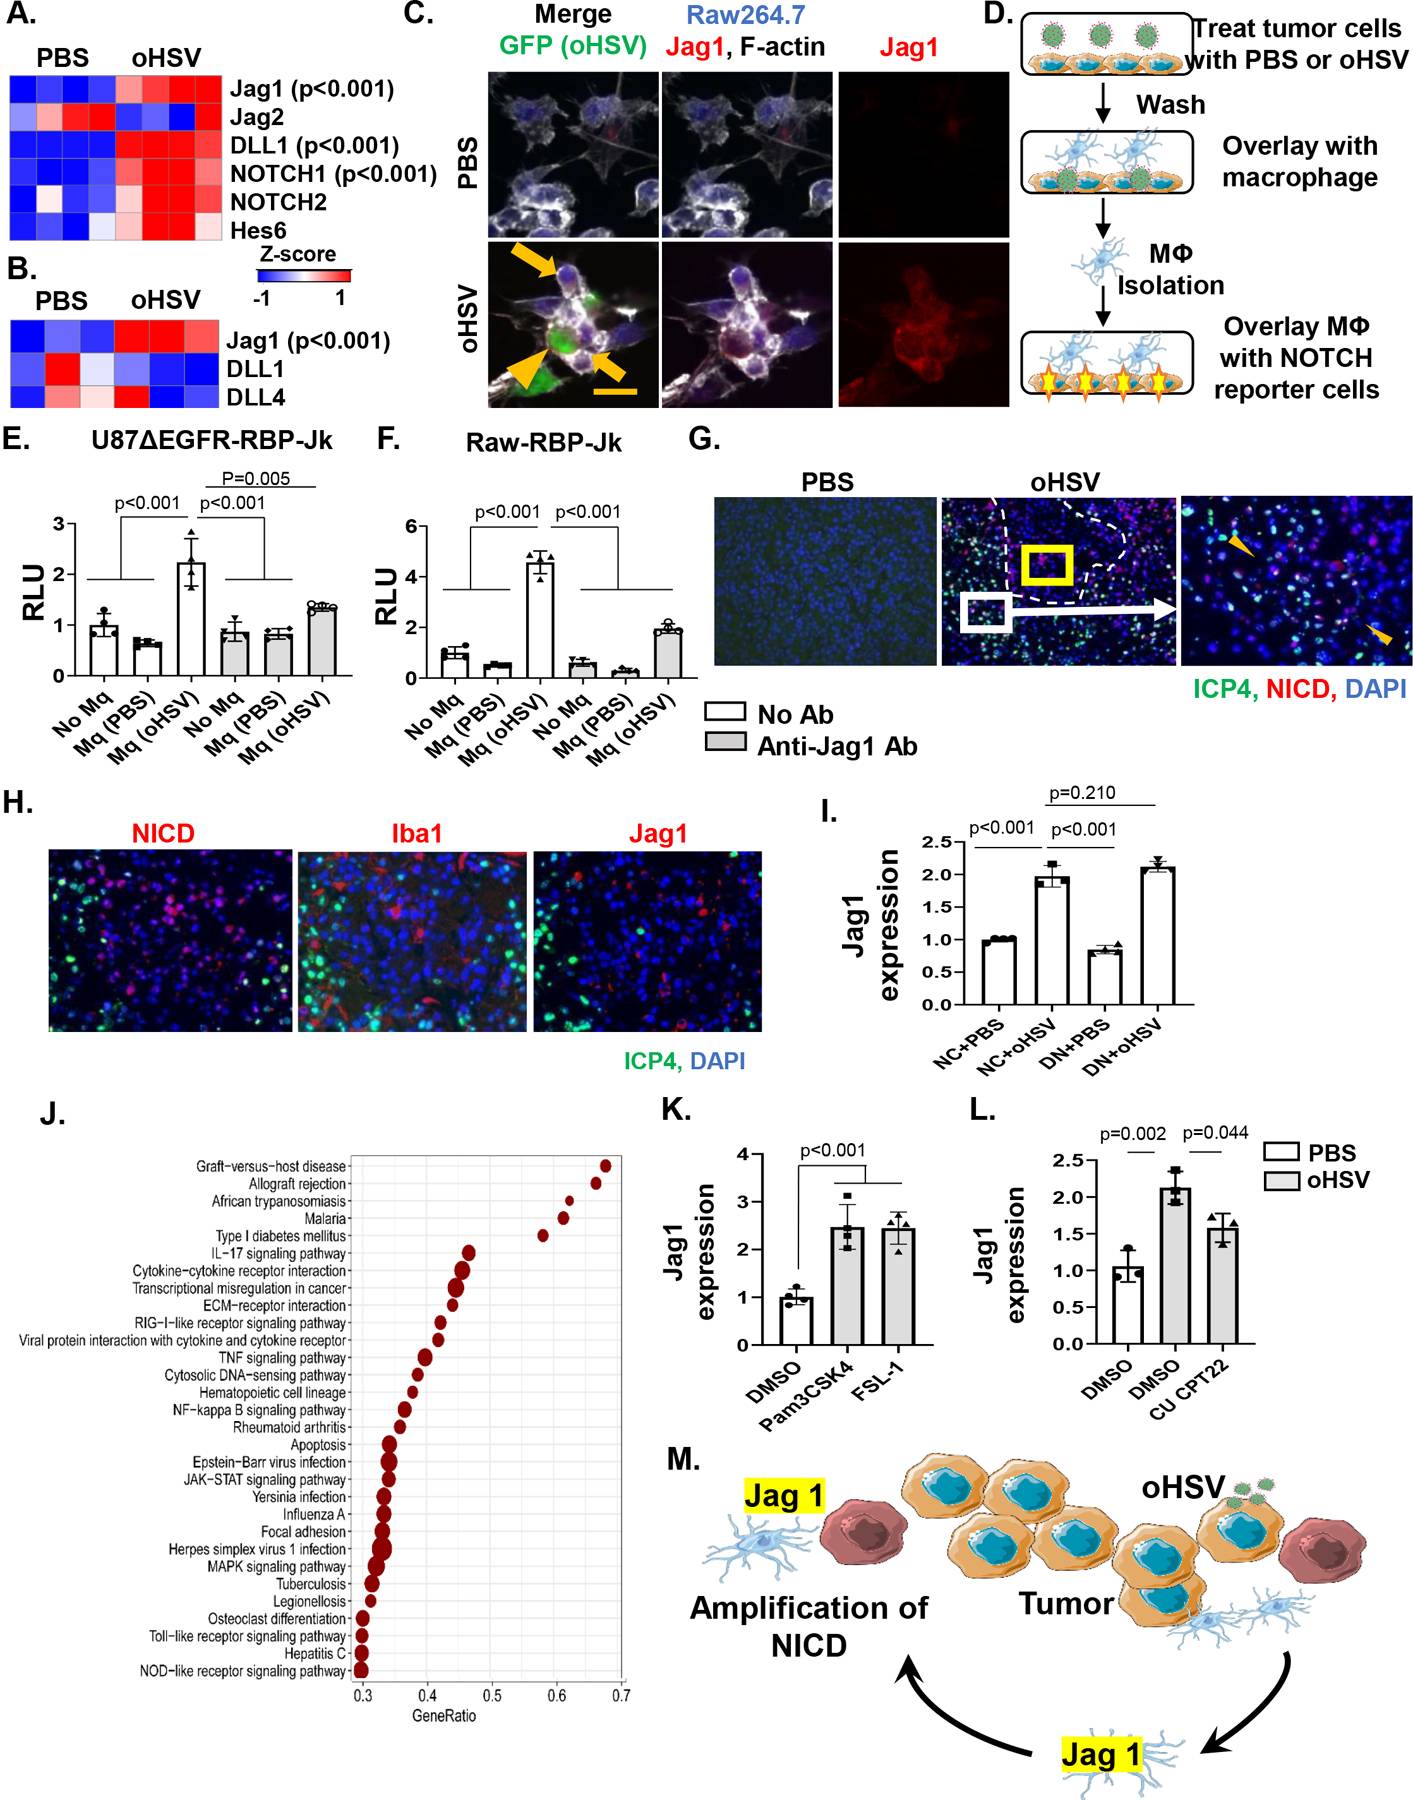 A.
PBS oHSV
Jag1 (p<0.001)
Jag2
DLL1 (p<0.001)
NOTCH1 (p<0.001)
NOTCH2
Hes6
Z-score
-1 1
B.
PBS oHSV
Jag1 (p<0.001)
DLL1
DLL4
C.
Merge
GFP (oHSV)
Raw264.7
Jag1, F-actin
Jag1
PBS
oHSV
D.
Treat tumor cells
with PBS or oHSV
Wash
Overlay with
macrophage
MΦ
Isolation
Overlay MΦ
with NOTCH
reporter cells
E.
U87ΔEGFR-RBP-Jk
P=0.005
p<0.001 p<0.001
RLU
3
2
1
0
No Mq
Mq (PBS)
Mq (oHSV)
No Mq
Mq (PBS)
Mq (oHSV)
F.
Raw-RBP-Jk
p<0.001 p<0.001
RLU
6
4
2
0
No Mq
Mq (PBS)
Mq (oHSV)
No Mq
Mq (PBS)
Mq (oHSV)
No Ab
Anti-Jag1 Ab
G.
PBS
oHSV
ICP4, NICD, DAPI
H.
NICD
Iba1
Jag1
ICP4, DAPI
I.
p=0.210
p<0.001 p<0.001
Jag1
expression
2.5
2.0
1.5
1.0
0.5
0.0
NC+PBS
NC+oHSV
DN+PBS
DN+oHSV
J.
Graft-versus-host disease
Allograft rejection
African trypanosomiasis
Malaria
Type I diabetes mellitus
IL-17 signaling pathway
Cytokine-cytokine receptor interaction
Transcriptional misregulation in cancer
ECM-receptor interaction
RIG-I-like receptor signaling pathway
Viral protein interaction with cytokine and cytokine receptor
TNF signaling pathway
Cytosolic DNA-sensing pathway
Hematopoietic cell lineage
NF-kappa B signaling pathway
Rheumatoid arthritis
Apoptosis
Epstein-Barr virus infection
JAK-STAT signaling pathway
Yersinia infection
Influenza A
Focal adhesion
Herpes simplex virus 1 infection
MAPK signaling pathway
Tuberculosis
Legionellosis
Osteoclast differentiation
Toll-like receptor signaling pathway
Hepatitis C
NOD-like receptor signaling pathway
0.3 0.4 0.5 0.6 0.7
GeneRatio
K.
p<0.001
Jag1
expression
4
3
2
1
0
DMSO
Pam3CSK4
FSL-1
L.
p=0.002 p=0.044
Jag1
expression
2.5
2.0
1.5
1.0
0.5
0.0
DMSO
DMSO
CU CPT22
PBS
oHSV
M.
Jag 1
oHSV
Tumor
Amplification of
NICD
Jag 1